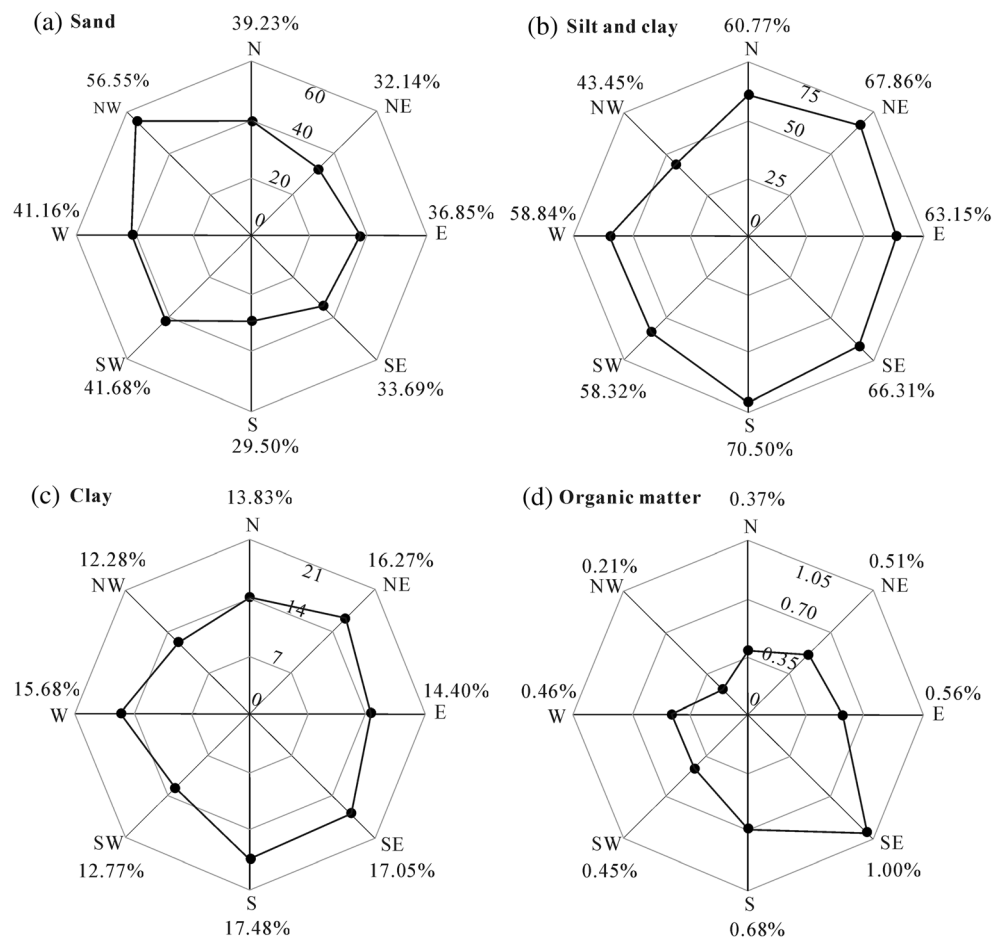 (a) Sand
39.23%
N
56.55%
NW
32.14%
NE
60
40
20
0
41.16%
W
36.85%
E
SW
41.68%
SE
33.69%
S
29.50%
(b) Silt and clay
60.77%
N
43.45%
NW
67.86%
NE
75
50
25
0
58.84%
W
63.15%
E
SW
58.32%
SE
66.31%
S
70.50%
(c) Clay
13.83%
N
12.28%
NW
16.27%
NE
21
14
7
0
15.68%
W
14.40%
E
SW
12.77%
SE
17.05%
S
17.48%
(d) Organic matter
0.37%
N
0.21%
NW
0.51%
NE
1.05
0.70
0.35
0
0.46%
W
0.56%
E
SW
0.45%
SE
1.00%
S
0.68%